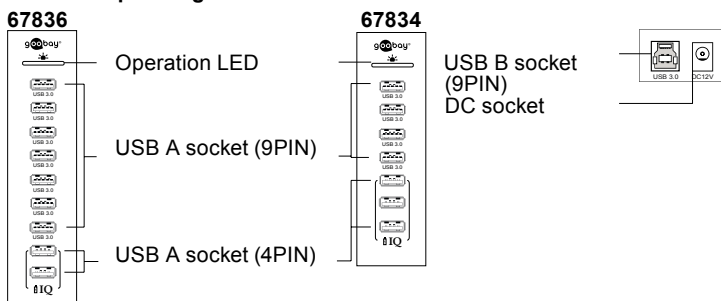 67836
goobay
USB 3.0
USB 3.0
USB 3.0
USB 3.0
USB 3.0
USB 3.0
USB 3.0
IQ
Operation LED
USB A socket (9PIN)
USB A socket (4PIN)
67834
goobay
USB 3.0
USB 3.0
USB 3.0
USB 3.0
IQ
USB B socket
(9PIN)
DC socket
USB 3.0
DC12V